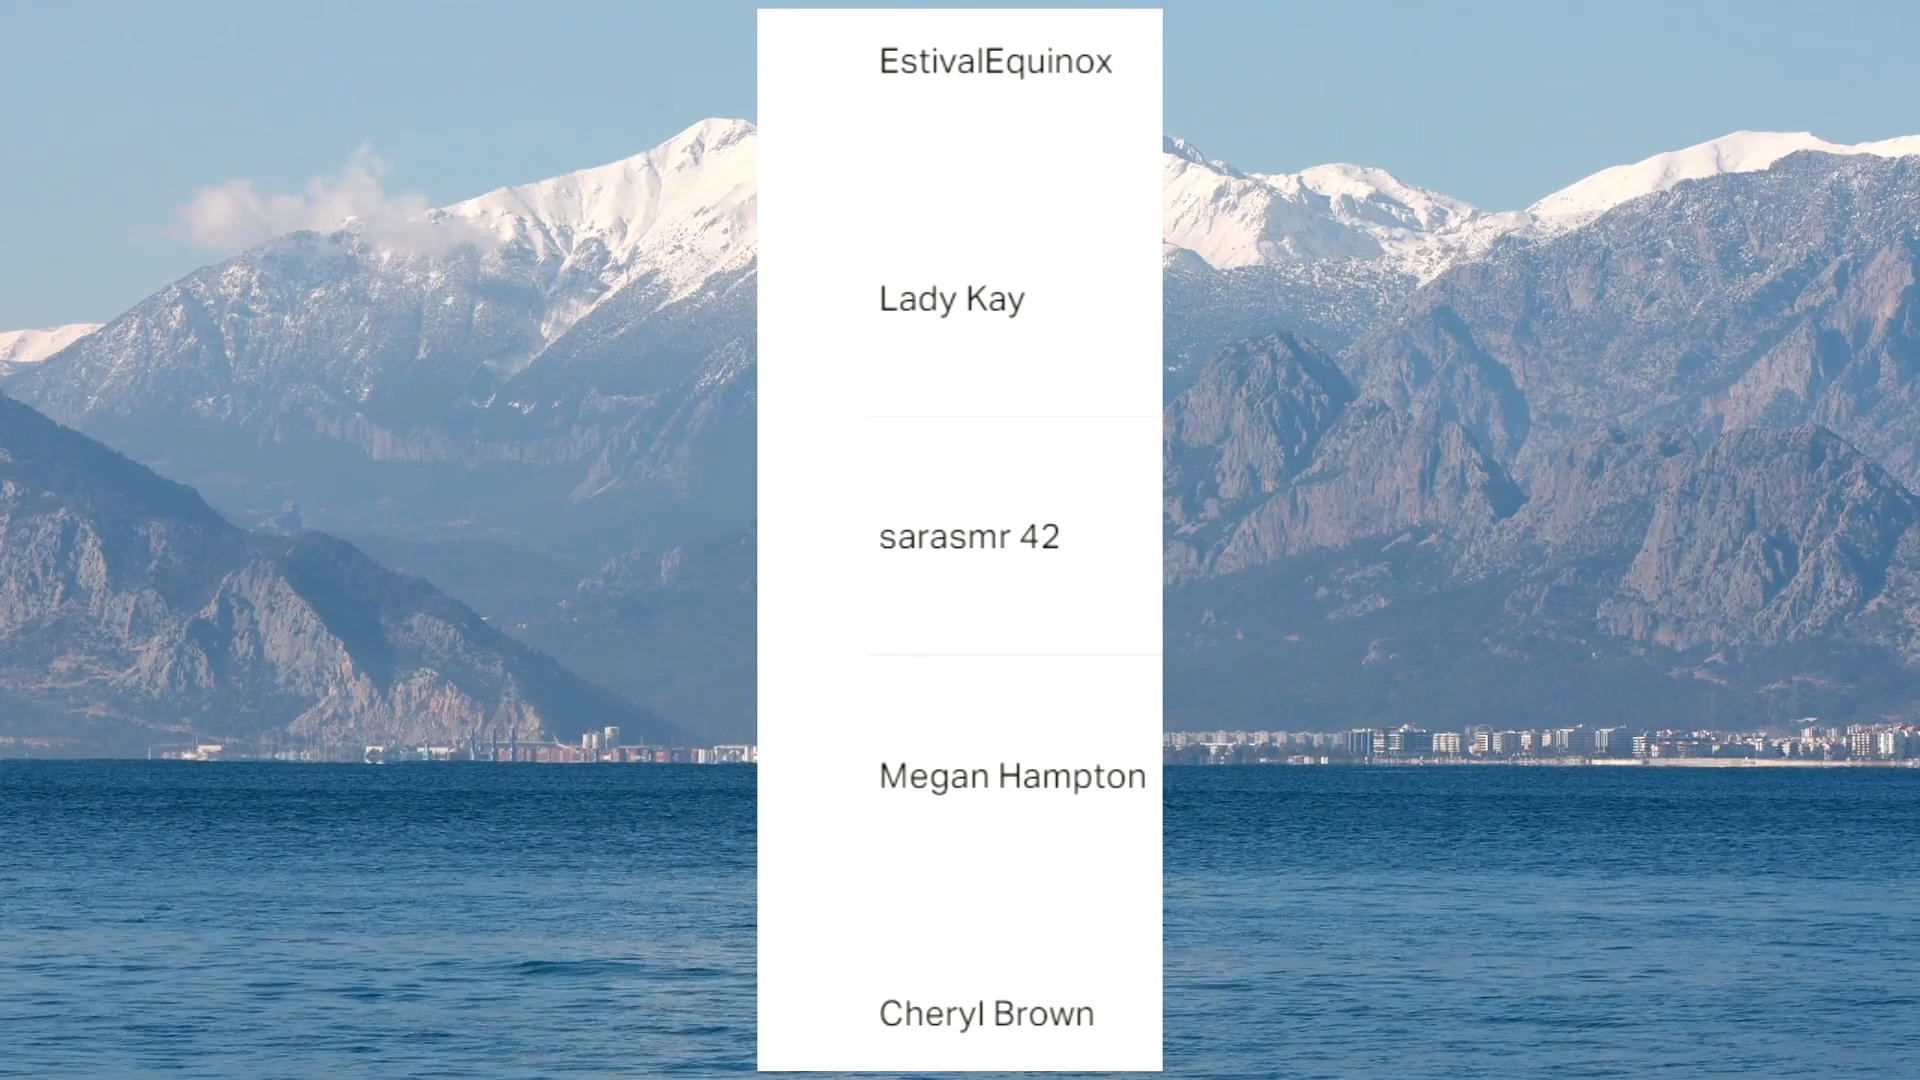 EstivalEquinox
Lady Kay
sarasmr 42
Megan Hampton
Cheryl Brown